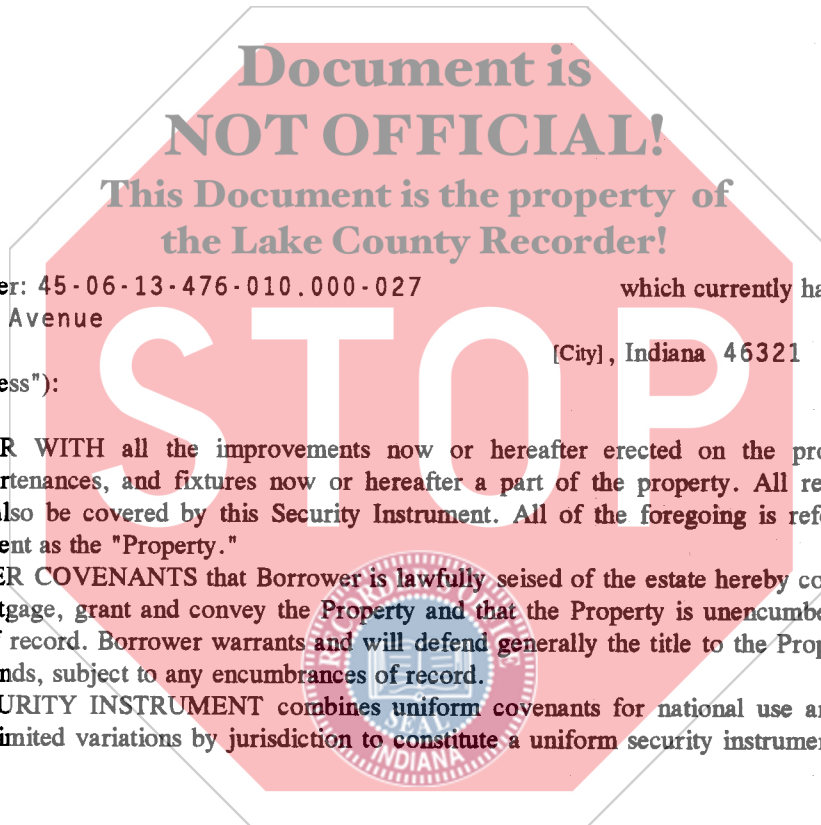 Document is
NOT OFFICIAL!
This Document is the property of
the Lake County Recorder!
er: 45-06-13-476-010.000-027 which currently ha
Avenue
[City], Indiana 46321
ess"):
STOP
R WITH all the improvements now or hereafter erected on the pro
rtenances, and fixtures now or hereafter a part of the property. All re
also be covered by this Security Instrument. All of the foregoing is refe
ent as the "Property."
ER COVENANTS that Borrower is lawfully seised of the estate hereby co
tgage, grant and convey the Property and that the Property is unencumbe
f record. Borrower warrants and will defend generally the title to the Prop
nds, subject to any encumbrances of record.
URITY INSTRUMENT combines uniform covenants for national use an
imited variations by jurisdiction to constitute a uniform security instrumen
RECORDER'S OFFICE
SEAL
INDIANA